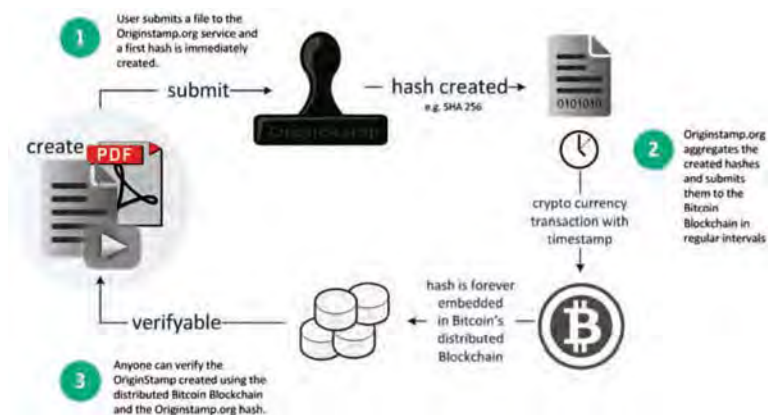 1
User submits a file to the
Originstamp.org service and
a first hash is immediately
created.
submit
OriginStamp
hash created
e.g. SHA 256
0101010
create
PDF
2
Originstamp.org
aggregates the
created hashes
and submits
them to the
Bitcoin
Blockchain in
regular intervals
crypto currency
transaction with
timestamp
hash is forever
embedded
in Bitcoin's
distributed
Blockchain
verifyable
3
Anyone can verify the
OriginStamp created using the
distributed Bitcoin Blockchain
and the Originstamp.org hash.